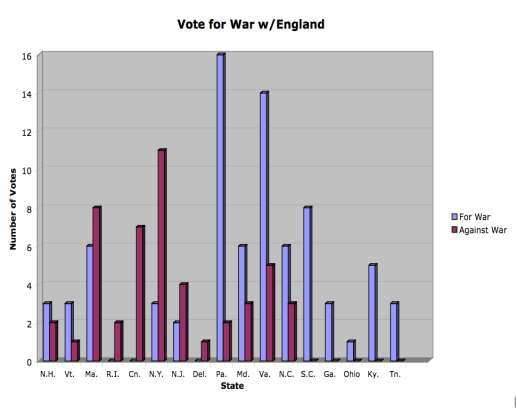 Vote for War w/England
Number of Votes
16
14
12
10
8
6
4
2
0
N.H. Vt. Ma. R.I. Cn. N.Y. N.J. Del. Pa. Md. Va. N.C. S.C. Ga. Ohio Ky. Tn.
State
For War
Against War